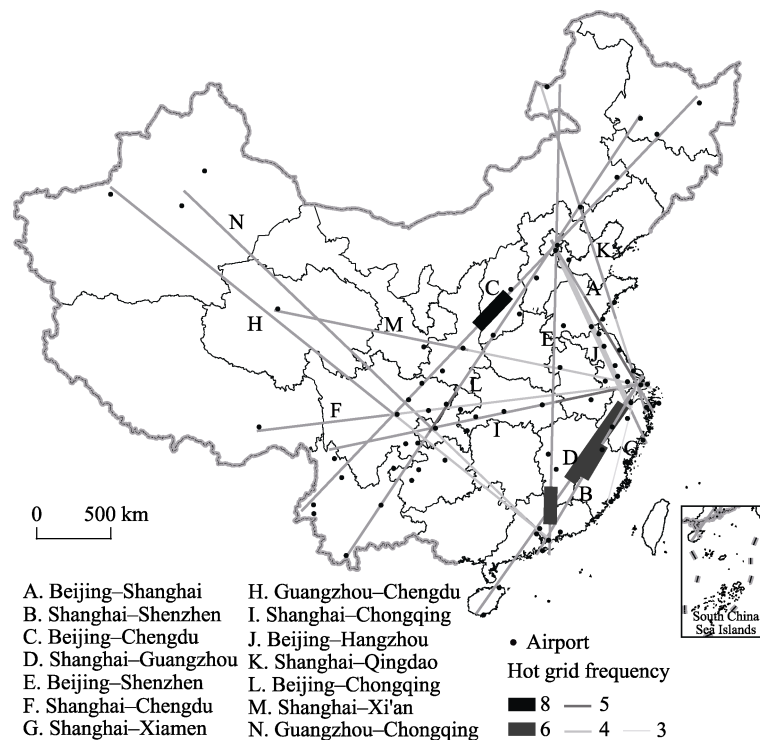 N
K
C
A
H
M
E
J
L
F
I
G
D
B
0 500 km
South China
Sea Islands
A. Beijing–Shanghai
B. Shanghai–Shenzhen
C. Beijing–Chengdu
D. Shanghai–Guangzhou
E. Beijing–Shenzhen
F. Shanghai–Chengdu
G. Shanghai–Xiamen
H. Guangzhou–Chengdu
I. Shanghai–Chongqing
J. Beijing–Hangzhou
K. Shanghai–Qingdao
L. Beijing–Chongqing
M. Shanghai–Xi'an
N. Guangzhou–Chongqing
Airport
Hot grid frequency
8 5
6 4 3